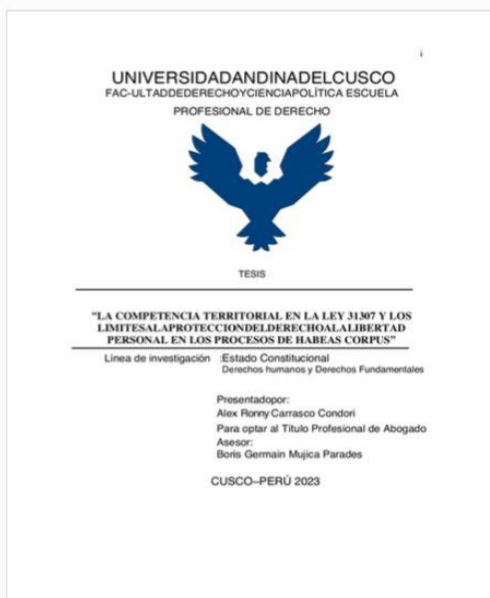 i
UNIVERSIDADANDINADELCUSCO
FAC-ULTADDEDERECHOYCIENCIAPOLÍTICA ESCUELA
PROFESIONAL DE DERECHO
TESIS
"LA COMPETENCIA TERRITORIAL EN LA LEY 31307 Y LOS
LIMITESALAPROTECCIONDELDERECHOALALIBERTAD
PERSONAL EN LOS PROCESOS DE HABEAS CORPUS"
Línea de investigación :Estado Constitucional
Derechos humanos y Derechos Fundamentales
Presentadopor:
Alex Ronny Carrasco Condori
Para optar al Título Profesional de Abogado
Asesor:
Boris Germain Mujica Paredes
CUSCO–PERÚ 2023